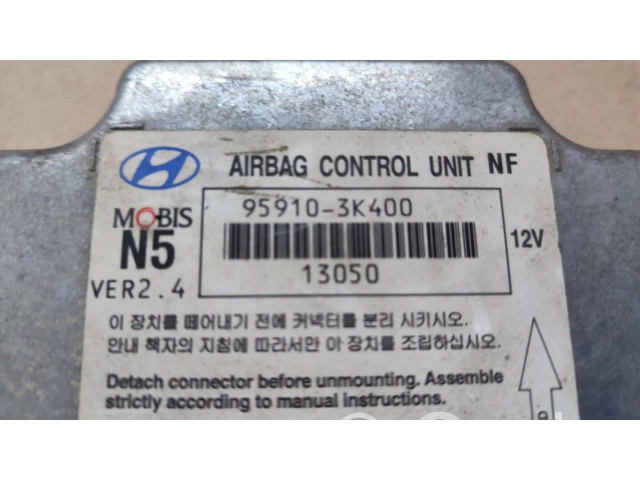 AIRBAG CONTROL UNIT NF
MOBIS
95910-3K400
N5
12V
13050
VER2.4
이 장치를 떼어내기 전에 커넥터를 분리 시키시오.
안내 책자의 지침에 따라서만 이 장치를 조립하십시오.
Detach connector before unmounting. Assemble
strictly according to manual instructions.